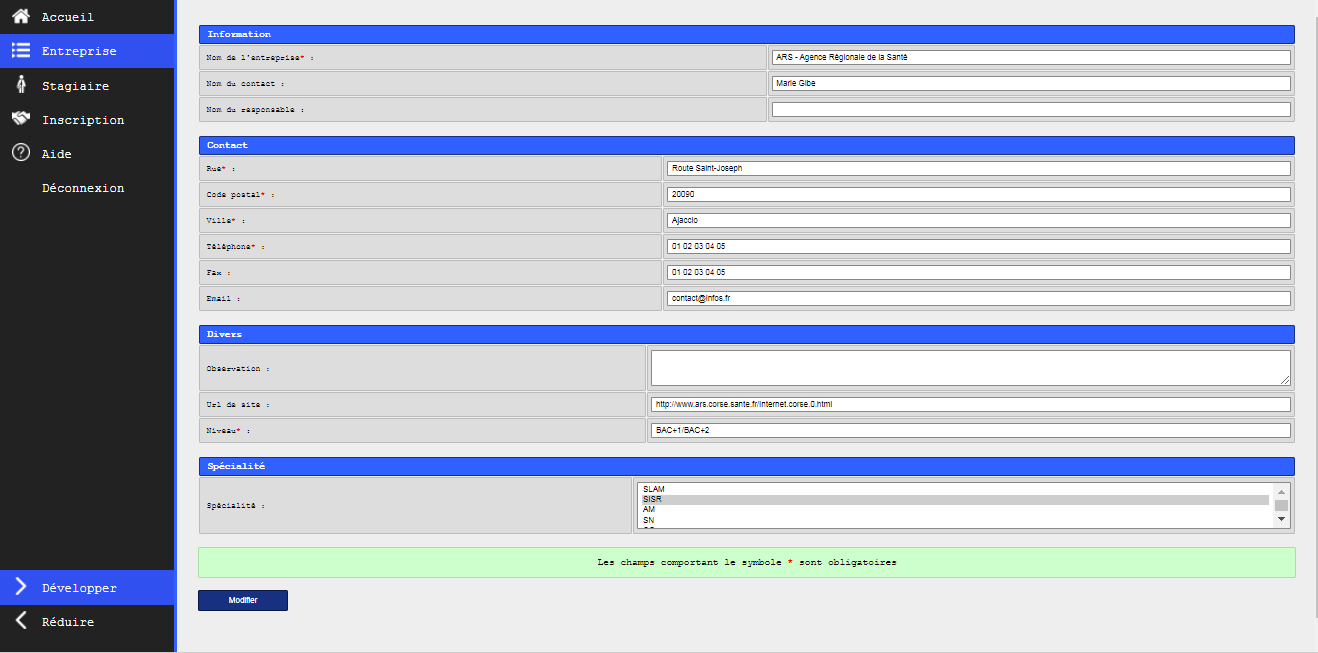 Accueil
Entreprise
Stagiaire
Inscription
Aide
Déconnexion
Développer
Réduire
Information
Nom de l'entreprise* :
ARS - Agence Régionale de la Santé
Nom du contact :
Marie Gibe
Nom du responsable :
Contact
Rue* :
Route Saint-Joseph
Code postal* :
20090
Ville* :
Ajaccio
Téléphone* :
01 02 03 04 05
Fax :
01 02 03 04 05
Email :
contact@infos.fr
Divers
Observation :
Url de site :
http://www.ars.corse.sante.fr/Internet.corse.0.html
Niveau* :
BAC+1/BAC+2
Spécialité
Spécialité :
SLAM
SISR
AM
SN
Les champs comportant le symbole * sont obligatoires
Modifier